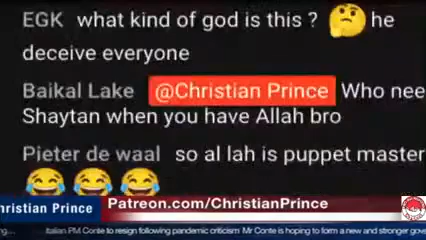 EGK what kind of god is this ? 🤔 he
deceive everyone
Baikal Lake @Christian Prince Who nee
Shaytan when you have Allah bro
Pieter de waal so al lah is puppet master
😂😂😂
hristian Prince Patreon.com/ChristianPrince
Italian PM Conte to resign following pandemic criticism Mr Conte is hoping to form a new and stronger gove